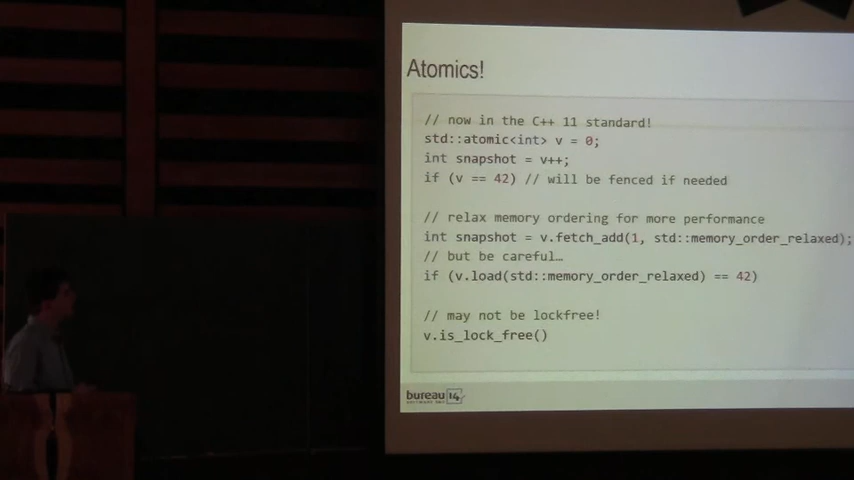 Atomics!
// now in the C++ 11 standard!
std::atomic<int> v = 0;
int snapshot = v++;
if (v == 42) // will be fenced if needed
// relax memory ordering for more performance
int snapshot = v.fetch_add(1, std::memory_order_relaxed);
// but be careful…
if (v.load(std::memory_order_relaxed) == 42)
// may not be lockfree!
v.is_lock_free()
bureau 14